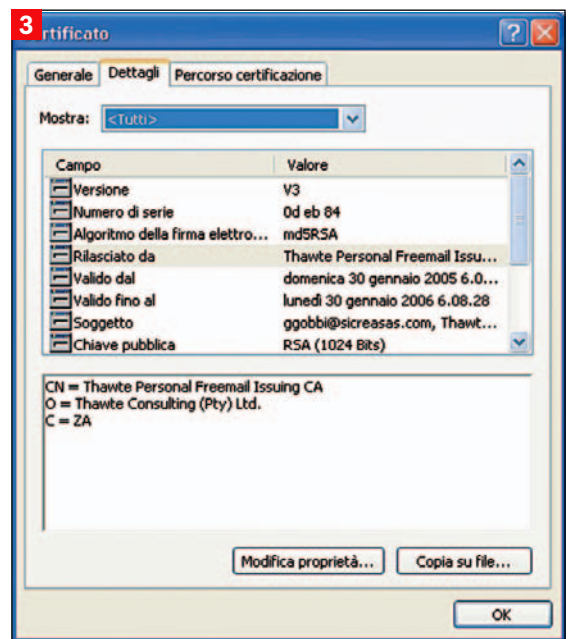 3
rtificato
Generale Dettagli Percorso certificazione
Mostra: <Tutti>
Campo Valore
Versione V3
Numero di serie 0d eb 84
Algoritmo della firma elettro... md5RSA
Rilasciato da Thawte Personal Freemail Issu...
Valido dal domenica 30 gennaio 2005 6.0...
Valido fino al lunedì 30 gennaio 2006 6.08.28
Soggetto ggobbi@sicreasas.com, Thawt...
Chiave pubblica RSA (1024 Bits)
CN = Thawte Personal Freemail Issuing CA
O = Thawte Consulting (Pty) Ltd.
C = ZA
Modifica proprietà... Copia su file...
OK